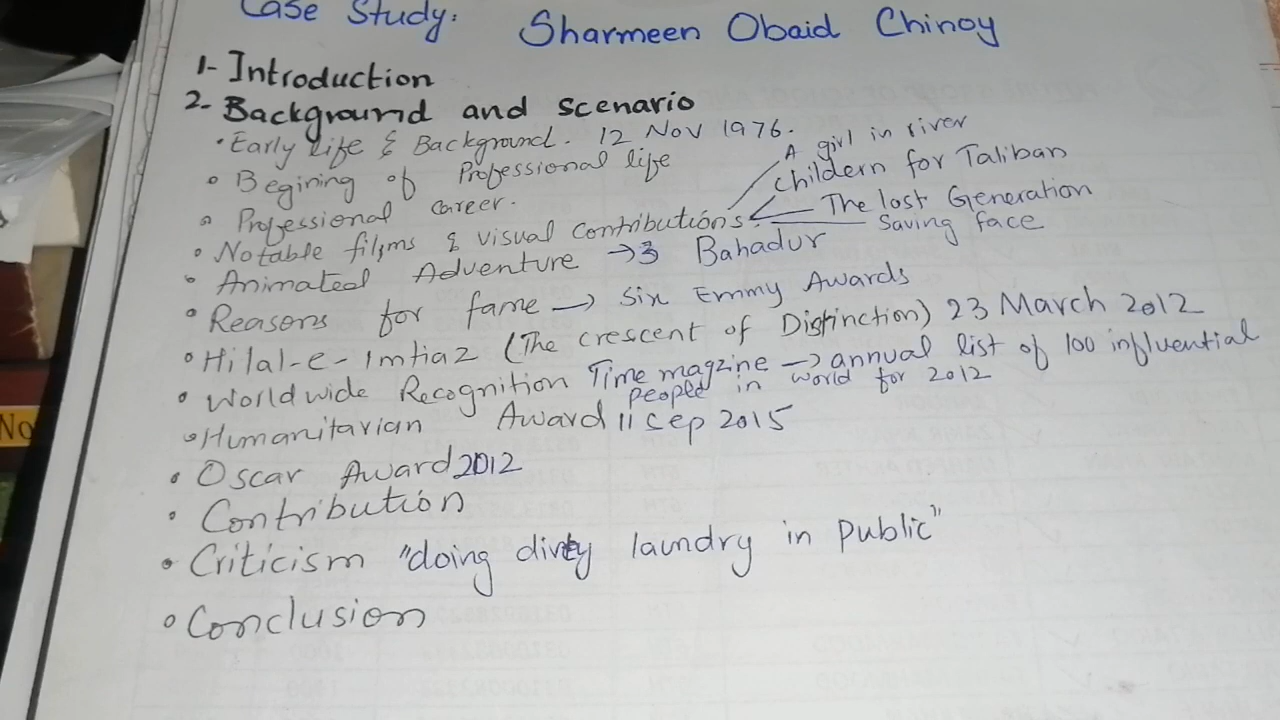 Case Study: Sharmeen Obaid Chinoy
1- Introduction
2- Background and scenario
• Early Life & Background. 12 Nov 1976.
• Begining of Professional life
• Professional career.
• Notable films & visual contributions.
A girl in river
Childern for Taliban
The lost Generation
Saving face
• Animated Adventure → 3 Bahadur
• Reasons for fame → Six Emmy Awards
• Hilal-e-Imtiaz (The crescent of Distinction) 23 March 2012
• Worldwide Recognition Time magzine → annual list of 100 influential
people in world for 2012
• Humanitarian Award 11 Sep 2015
• Oscar Award 2012
• Contribution
• Criticism "doing dirty laundry in public"
• Conclusion
No